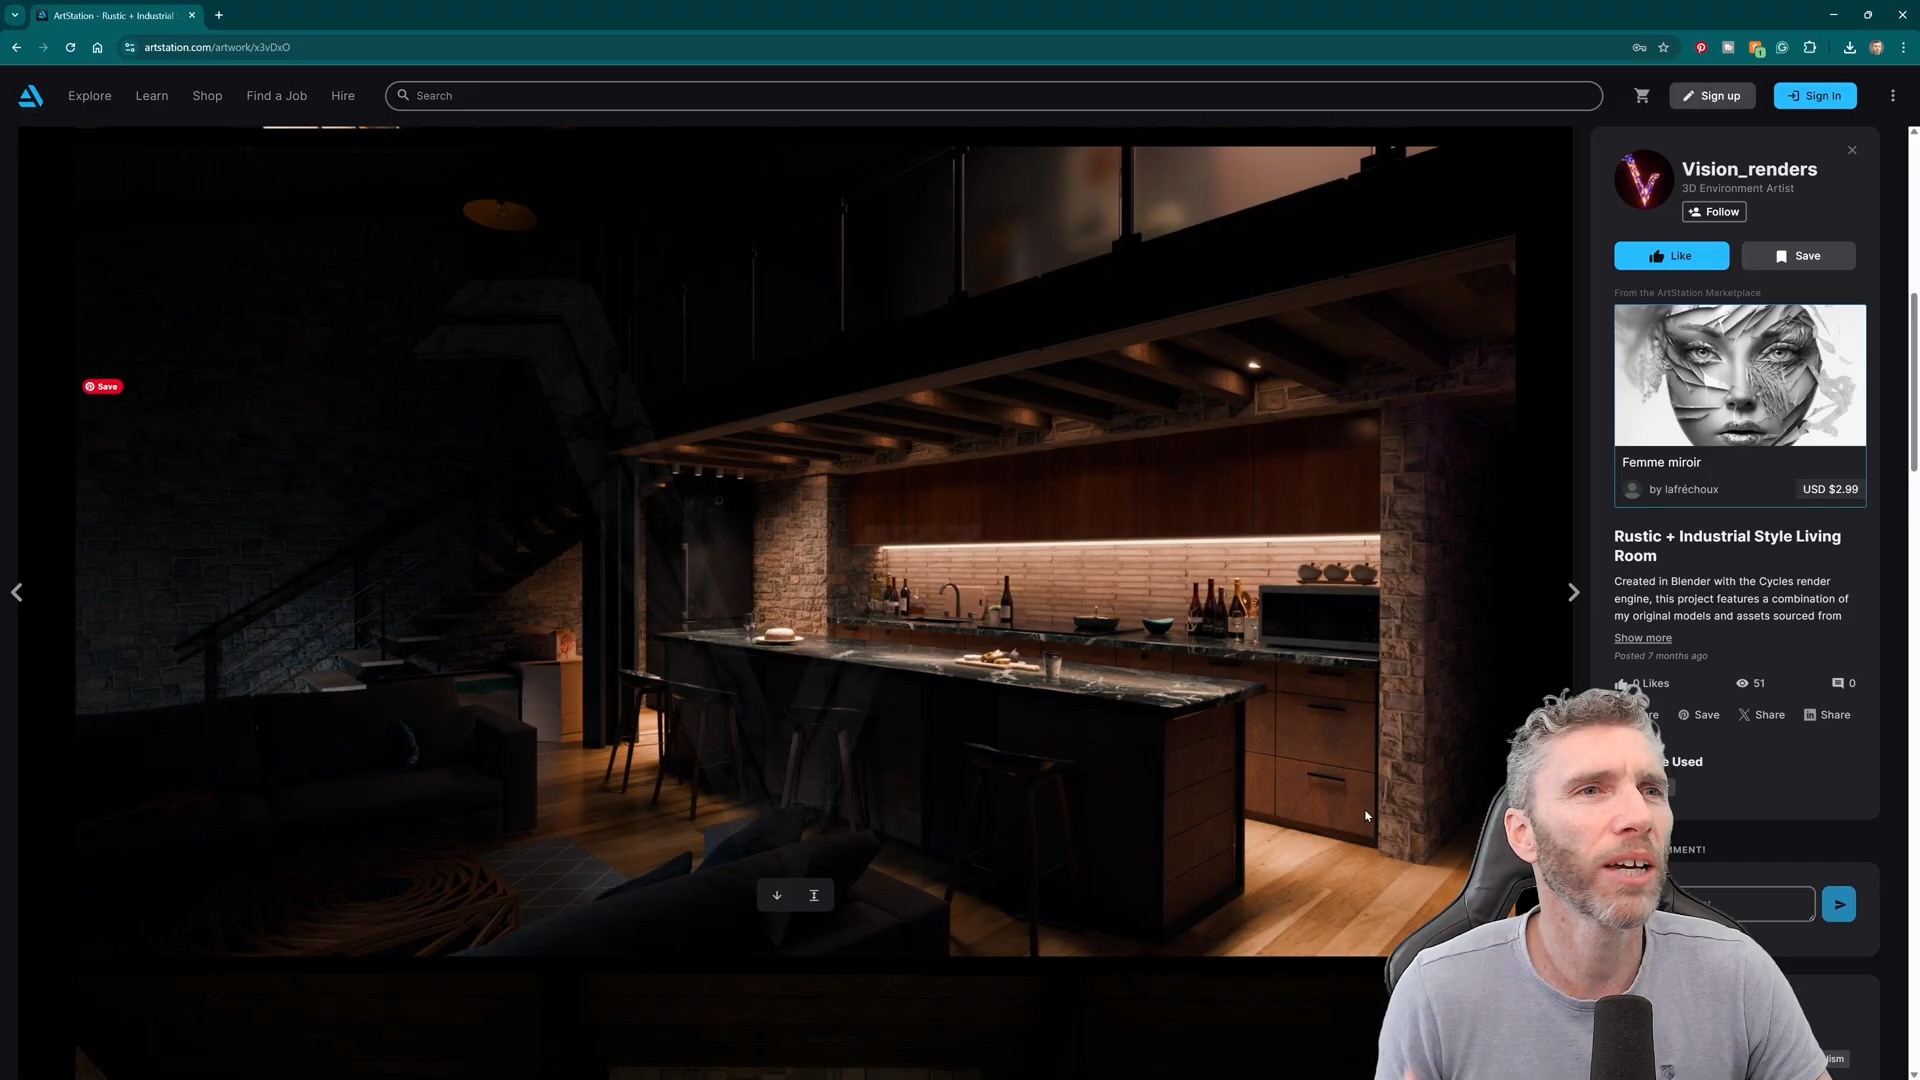 ArtStation - Rustic + Industrial
artstation.com/artwork/x3vDxO
Explore
Learn
Shop
Find a Job
Hire
Search
Sign up
Sign In
Vision_renders
3D Environment Artist
Follow
Like
Save
From the ArtStation Marketplace
Save
Femme miroir
by lafréchoux
USD $2.99
Rustic + Industrial Style Living
Room
Created in Blender with the Cycles render
engine, this project features a combination of
my original models and assets sourced from
Show more
Posted 7 months ago
0 Likes
51
0
Save
Share
Share
Used